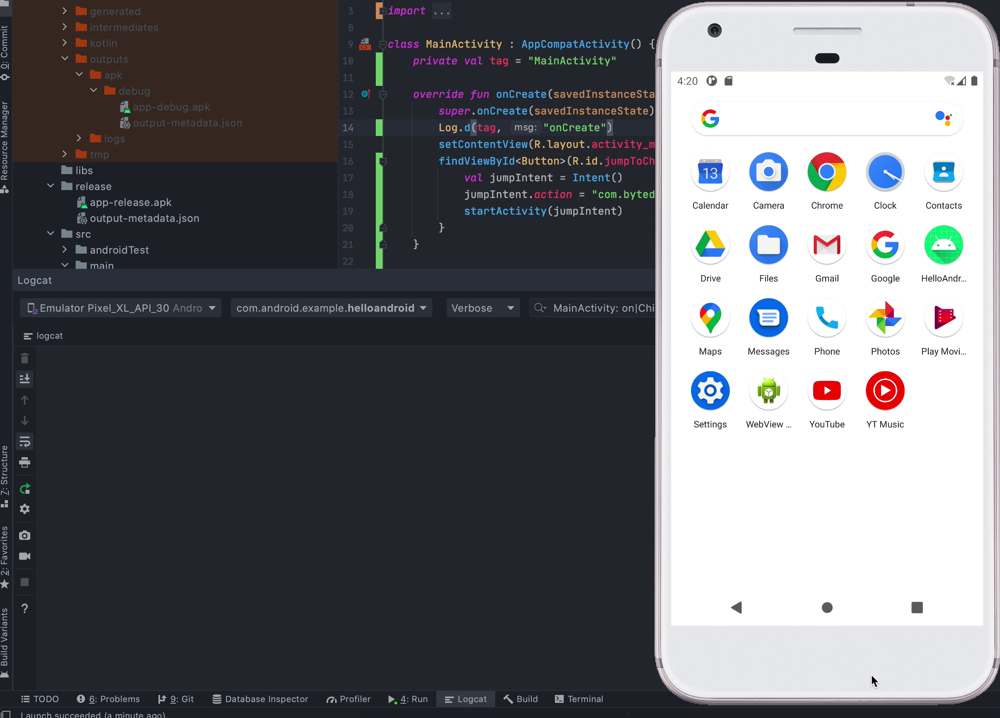 0: Commit
Resource Manager
7: Structure
2: Favorites
Build Variants
generated
intermediates
kotlin
outputs
apk
debug
app-debug.apk
output-metadata.json
logs
tmp
libs
release
app-release.apk
output-metadata.json
src
androidTest
main
3 import ...
8
9 class MainActivity : AppCompatActivity() {
10 private val tag = "MainActivity"
11
12 override fun onCreate(savedInstanceSta
13 super.onCreate(savedInstanceState)
14 Log.d(tag, msg: "onCreate")
15 setContentView(R.layout.activity_m
16 findViewById<Button>(R.id.jumpToCh
17 val jumpIntent = Intent()
18 jumpIntent.action = "com.byted
19 startActivity(jumpIntent)
20 }
21 }
22
Logcat
Emulator Pixel_XL_API_30 Andro com.android.example.helloandroid Verbose MainActivity: on|Chi
logcat
?
TODO 6: Problems 9: Git Database Inspector Profiler 4: Run Logcat Build Terminal
Launch succeeded (a minute ago)
4:20
G
13
Calendar Camera Chrome Clock Contacts
Drive Files Gmail Google HelloAndr...
Maps Messages Phone Photos Play Movi...
Settings WebView ... YouTube YT Music